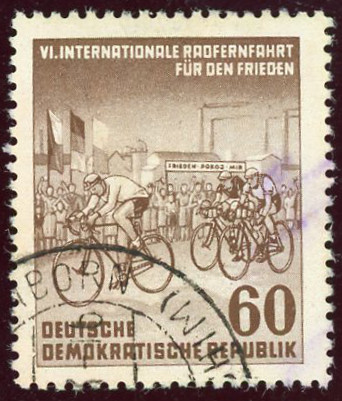 VI. INTERNATIONALE RADFERNFAHRT
FÜR DEN FRIEDEN
FRIEDEN · POKOJ · MIR
60
DEUTSCHE
DEMOKRATISCHE REPUBLIK